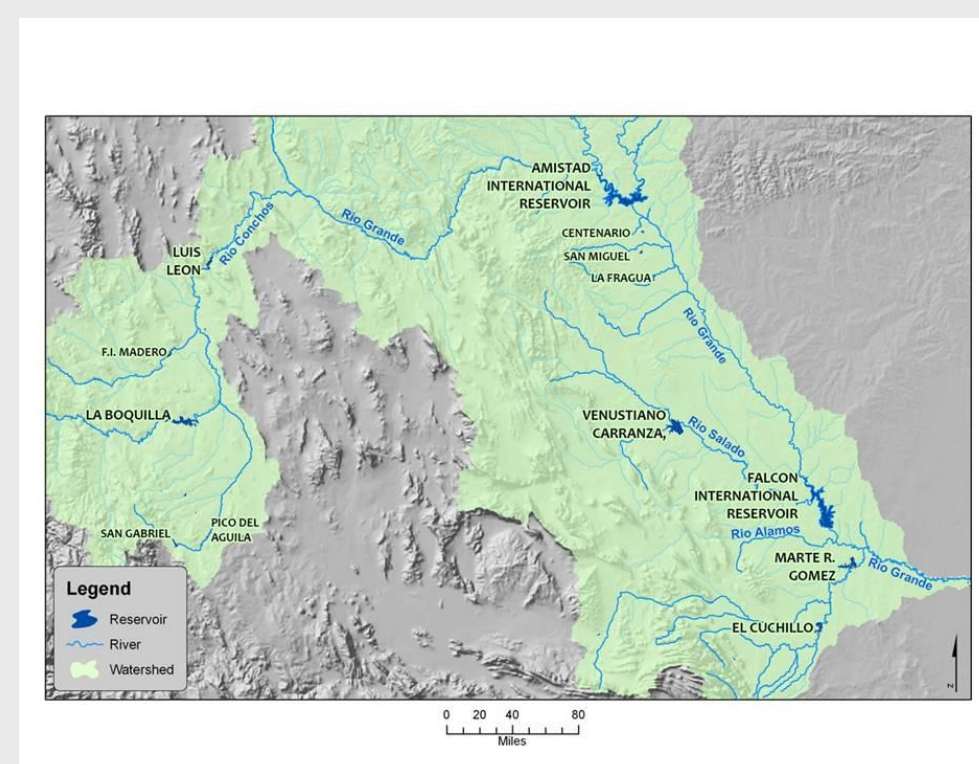 AMISTAD
INTERNATIONAL
RESERVOIR
CENTENARIO
SAN MIGUEL
LA FRAGUA
Rio Conchos
Rio Grande
LUIS
LEON
Rio Grande
F.I. MADERO
LA BOQUILLA
VENUSTIANO
CARRANZA,
Rio Salado
FALCON
INTERNATIONAL
RESERVOIR
SAN GABRIEL
PICO DEL
AGUILA
Rio Alamos
MARTE R.
GOMEZ
Rio Grande
EL CUCHILLO
Legend
Reservoir
River
Watershed
N
0 20 40 80
Miles